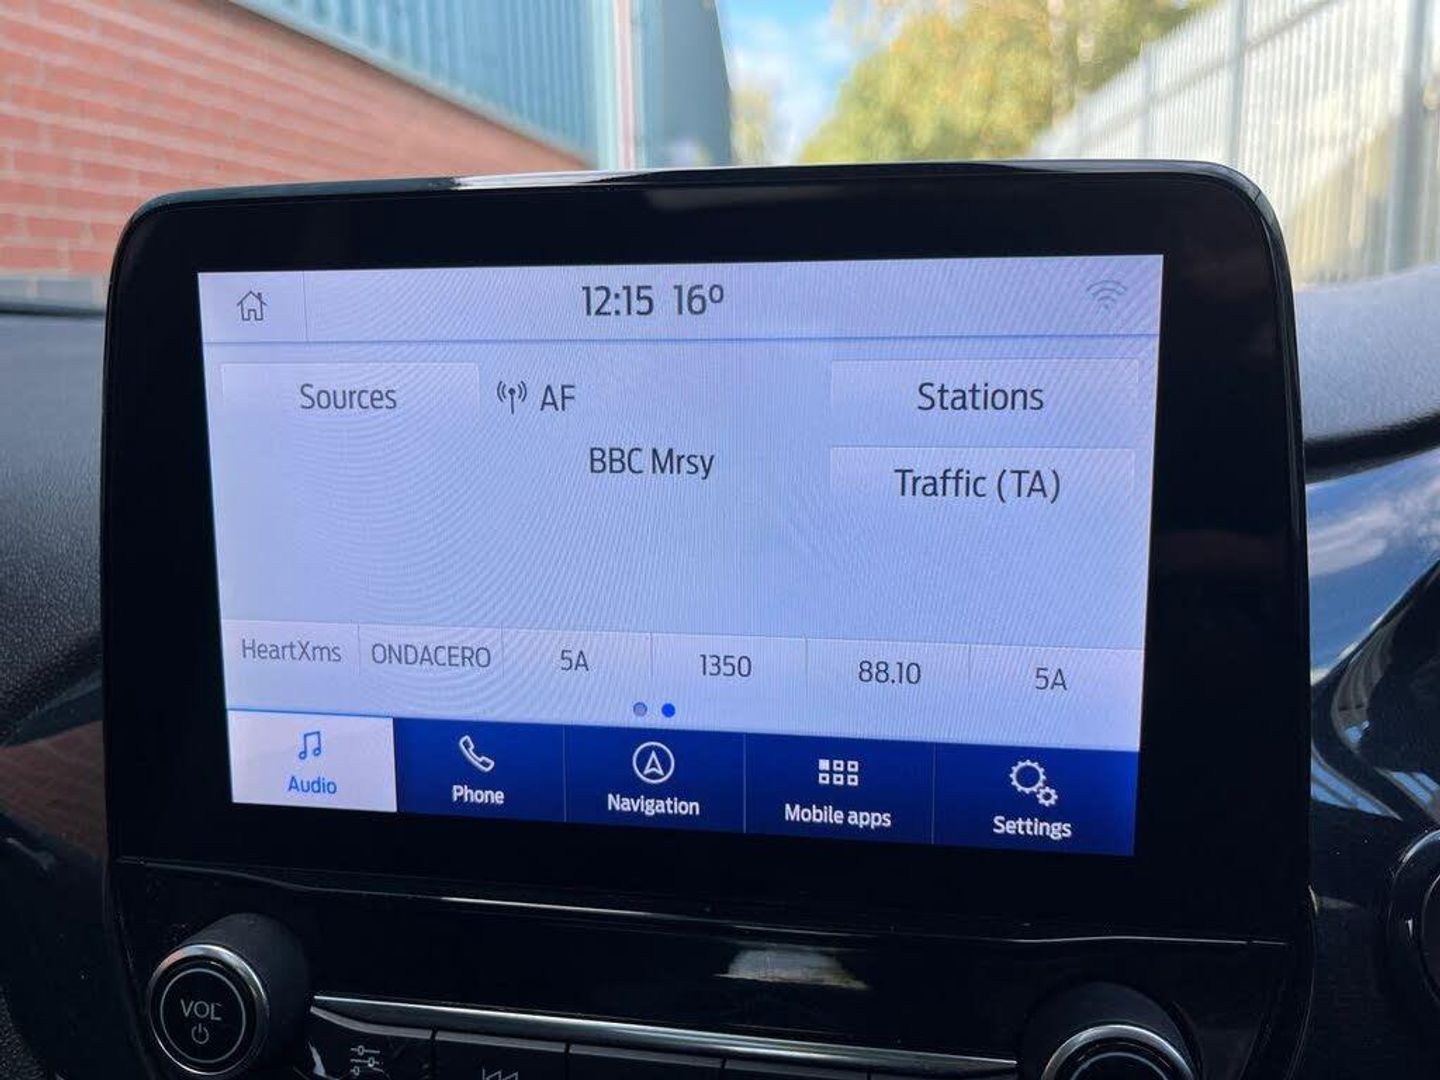 12:15 16º
Sources
AF
Stations
BBC Mrsy
Traffic (TA)
HeartXms
ONDACERO
5A
1350
88.10
5A
Audio
Phone
Navigation
Mobile apps
Settings
VOL